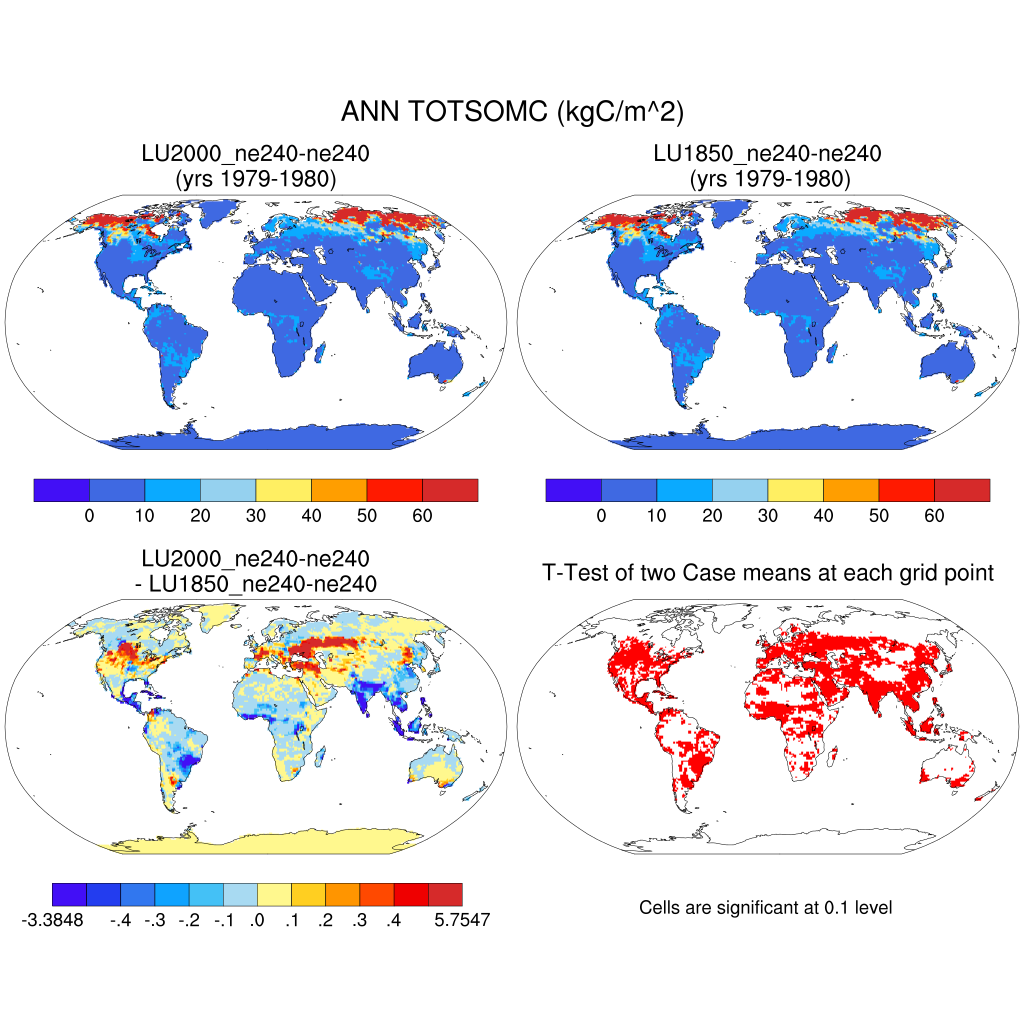 ANN TOTSOMC (kgC/m^2)
LU2000_ne240-ne240
(yrs 1979-1980)
LU1850_ne240-ne240
(yrs 1979-1980)
0 10 20 30 40 50 60
0 10 20 30 40 50 60
LU2000_ne240-ne240
- LU1850_ne240-ne240
T-Test of two Case means at each grid point
-3.3848 -.4 -.3 -.2 -.1 .0 .1 .2 .3 .4 5.7547
Cells are significant at 0.1 level